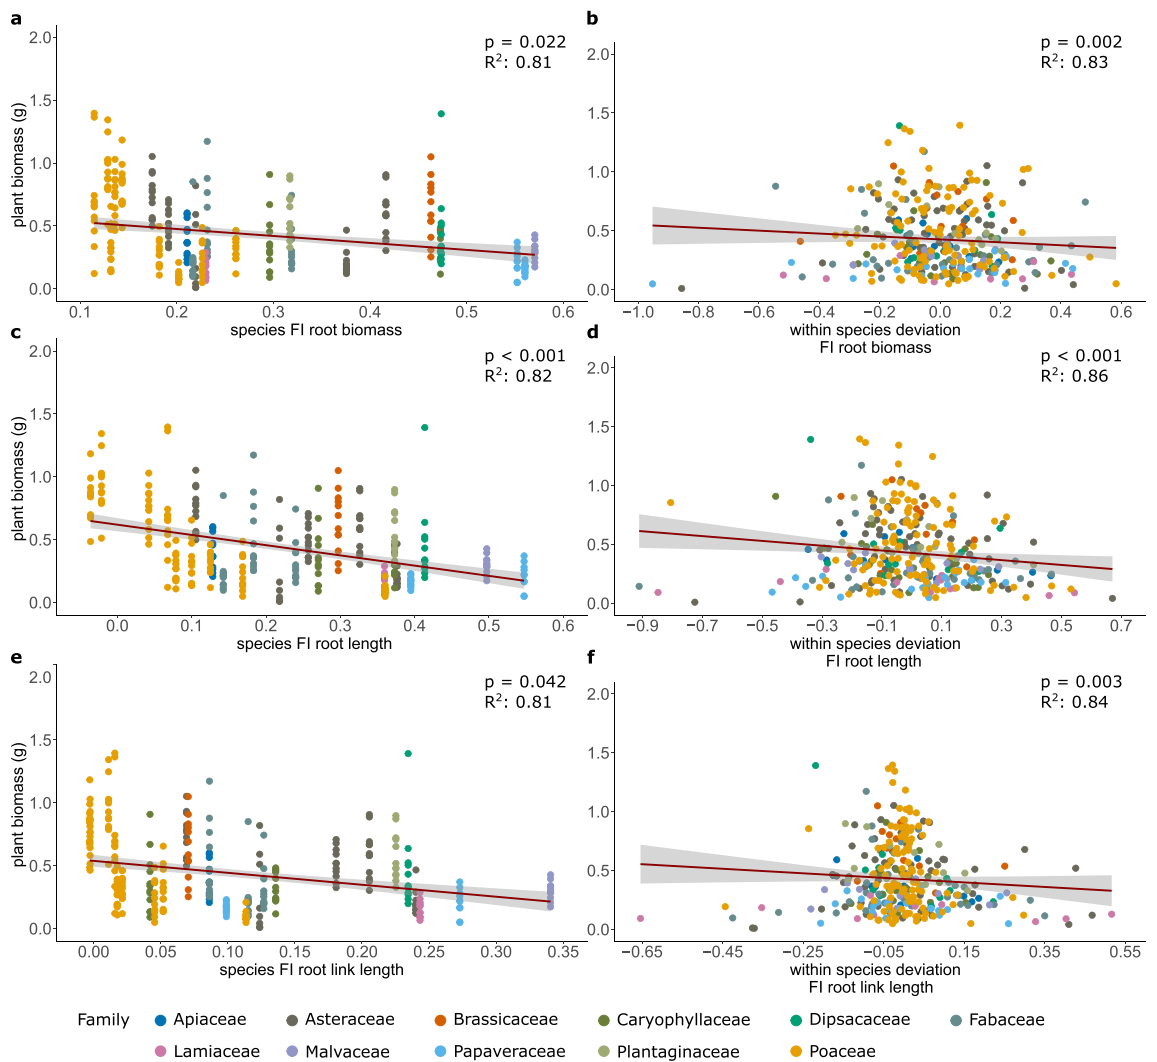 a
p = 0.022
R²: 0.81
plant biomass (g)
2.0
1.5
1.0
0.5
0.0
0.1 0.2 0.3 0.4 0.5 0.6
species FI root biomass
b
p = 0.002
R²: 0.83
2.0
1.5
1.0
0.5
0.0
−1.0 −0.8 −0.6 −0.4 −0.2 0.0 0.2 0.4 0.6
within species deviation
FI root biomass
c
p < 0.001
R²: 0.82
plant biomass (g)
2.0
1.5
1.0
0.5
0.0
0.0 0.1 0.2 0.3 0.4 0.5 0.6
species FI root length
d
p < 0.001
R²: 0.86
2.0
1.5
1.0
0.5
0.0
−0.9 −0.7 −0.5 −0.3 −0.1 0.1 0.3 0.5 0.7
within species deviation
FI root length
e
p = 0.042
R²: 0.81
plant biomass (g)
2.0
1.5
1.0
0.5
0.0
0.00 0.05 0.10 0.15 0.20 0.25 0.30 0.35
species FI root link length
f
p = 0.003
R²: 0.84
2.0
1.5
1.0
0.5
0.0
−0.65 −0.45 −0.25 −0.05 0.15 0.35 0.55
within species deviation
FI root link length
Family Apiaceae Asteraceae Brassicaceae Caryophyllaceae Dipsacaceae Fabaceae
Lamiaceae Malvaceae Papaveraceae Plantaginaceae Poaceae